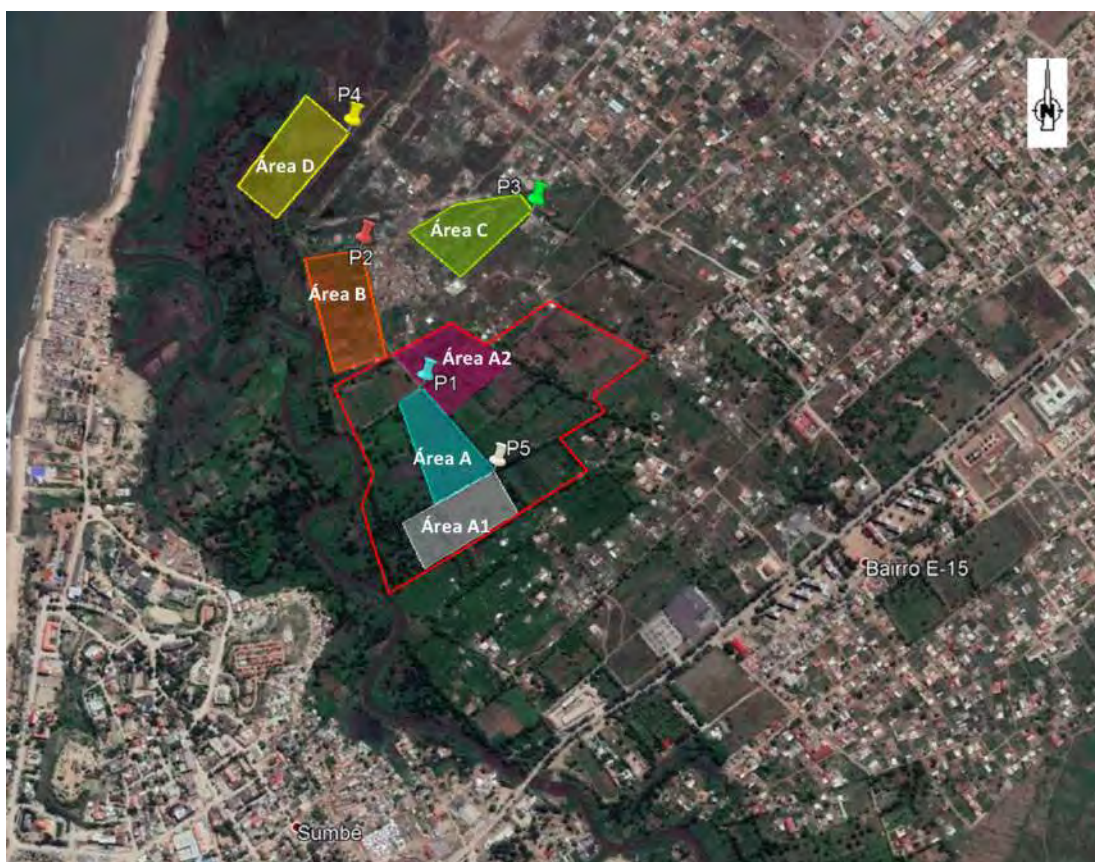 P4
N
Área D
P3
Área C
P2
Área B
Área A2
P1
P5
Área A
Área A1
Bairro E-15
Sumbe